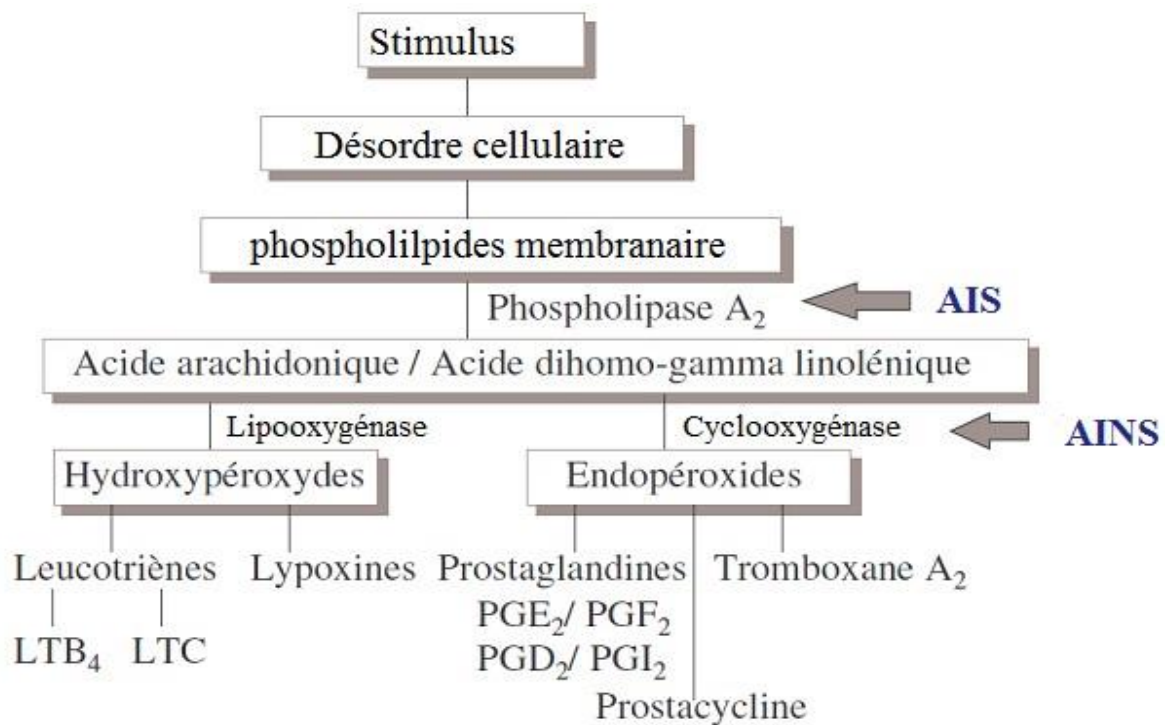 Stimulus
Désordre cellulaire
phospholilpides membranaire
Phospholipase A₂
AIS
Acide arachidonique / Acide dihomo-gamma linolénique
Lipooxygénase
Cyclooxygénase
AINS
Hydroxypéroxydes
Endopéroxides
Leucotriènes
Lypoxines
Prostaglandines
Tromboxane A₂
PGE₂/ PGF₂
LTB₄
LTC
PGD₂/ PGI₂
Prostacycline